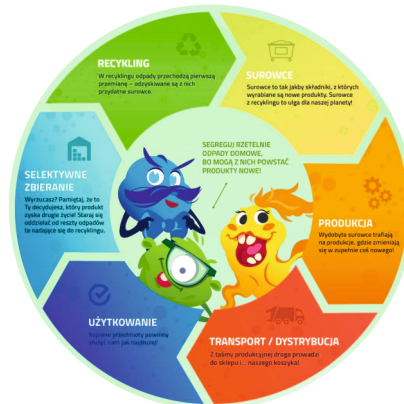 RECYKLING
W recyklingu odpady przechodzą pierwszą
przemianę – odzyskiwane są z nich
przydatne surowce.
SUROWCE
Surowce to tak jakby składniki, z których
wyrabiane są nowe produkty. Surowce
z recyklingu to ulga dla naszej planety!
SEGREGUJ RZETELNIE
ODPADY DOMOWE,
BO MOGĄ Z NICH POWSTAĆ
PRODUKTY NOWE!
SELEKTYWNE
ZBIERANIE
Wyrzucasz? Pamiętaj, że to
Ty decydujesz, który produkt
zyska drugie życie! Staraj się
oddzielać od reszty odpadów
te nadające się do recyklingu.
PRODUKCJA
Wydobyte surowce trafiają
na produkcję, gdzie zmieniają
się w zupełnie coś nowego!
UŻYTKOWANIE
Kupione przedmioty powinny
służyć nam jak najdłużej!
TRANSPORT / DYSTRYBUCJA
Z taśmy produkcyjnej droga prowadzi
do sklepu i... naszego koszyka!